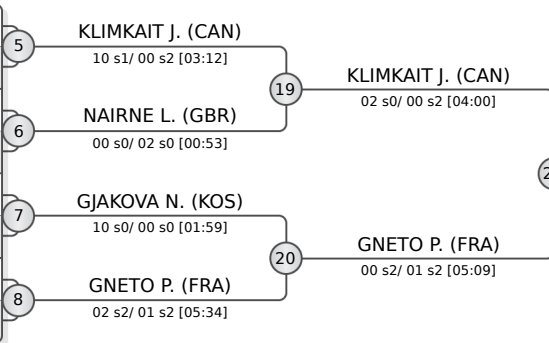 KLIMKAIT J. (CAN)
5
10 s1/ 00 s2 [03:12]
19
KLIMKAIT J. (CAN)
02 s0/ 00 s2 [04:00]
NAIRNE L. (GBR)
6
00 s0/ 02 s0 [00:53]
2
GJAKOVA N. (KOS)
7
10 s0/ 00 s0 [01:59]
20
GNETO P. (FRA)
00 s2/ 01 s2 [05:09]
GNETO P. (FRA)
8
02 s2/ 01 s2 [05:34]